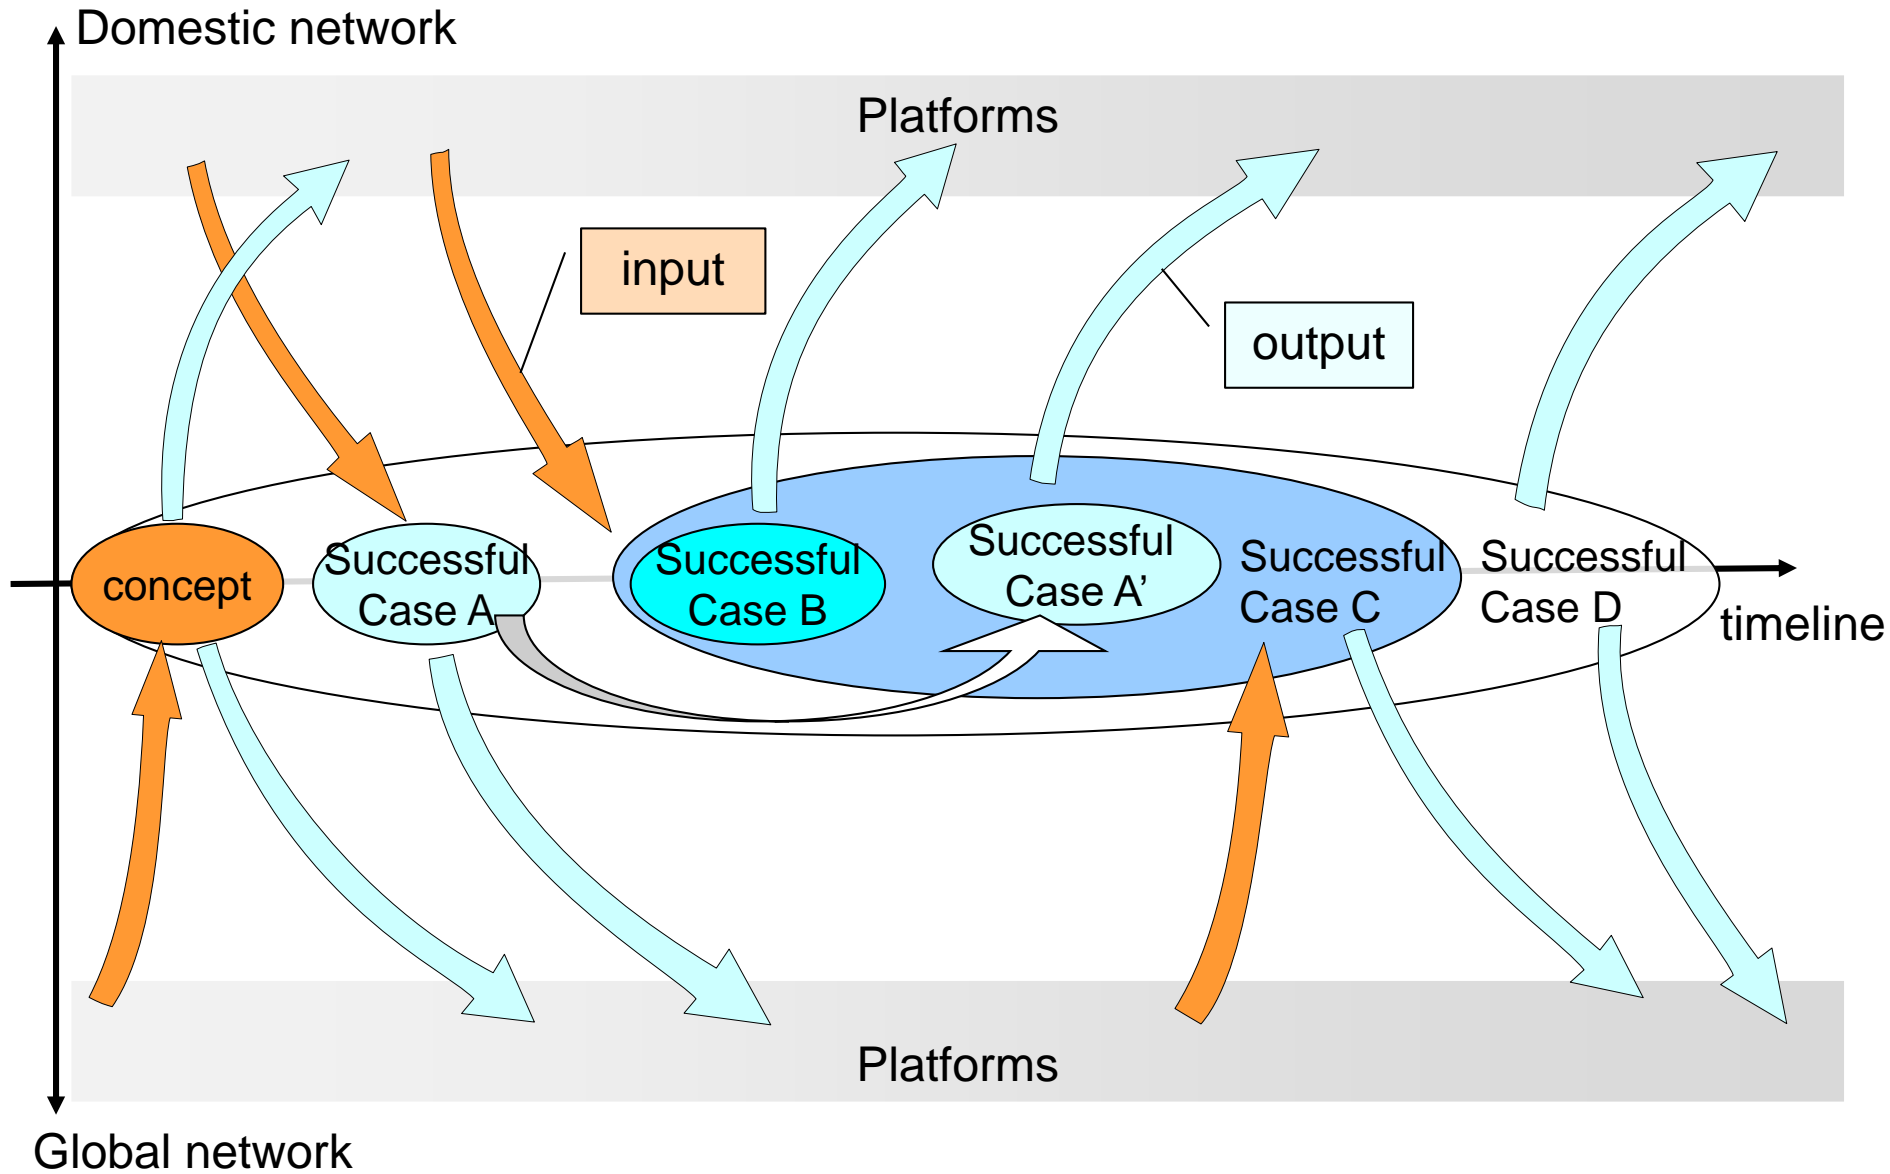 Domestic network
Platforms
input
output
concept
Successful
Case A
Successful
Case B
Successful
Case A’
Successful
Case C
Successful
Case D
timeline
Platforms
Global network